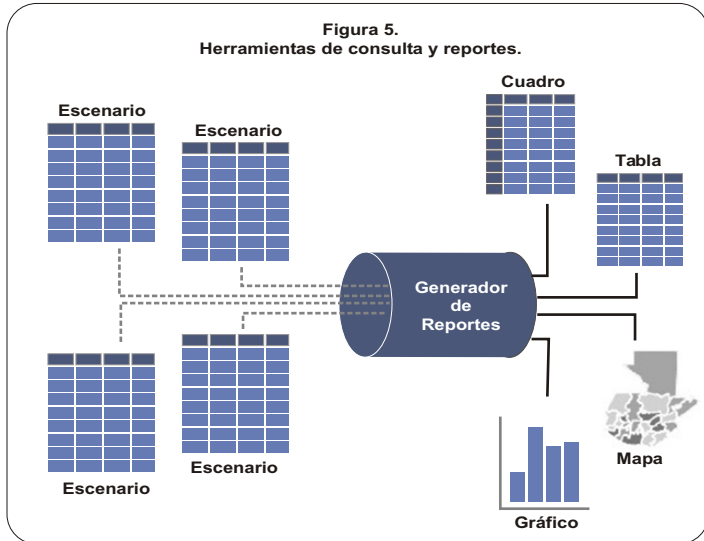 Figura 5.
Herramientas de consulta y reportes.
Escenario
Escenario
Cuadro
Tabla
Generador
de
Reportes
Escenario
Escenario
Mapa
Gráfico